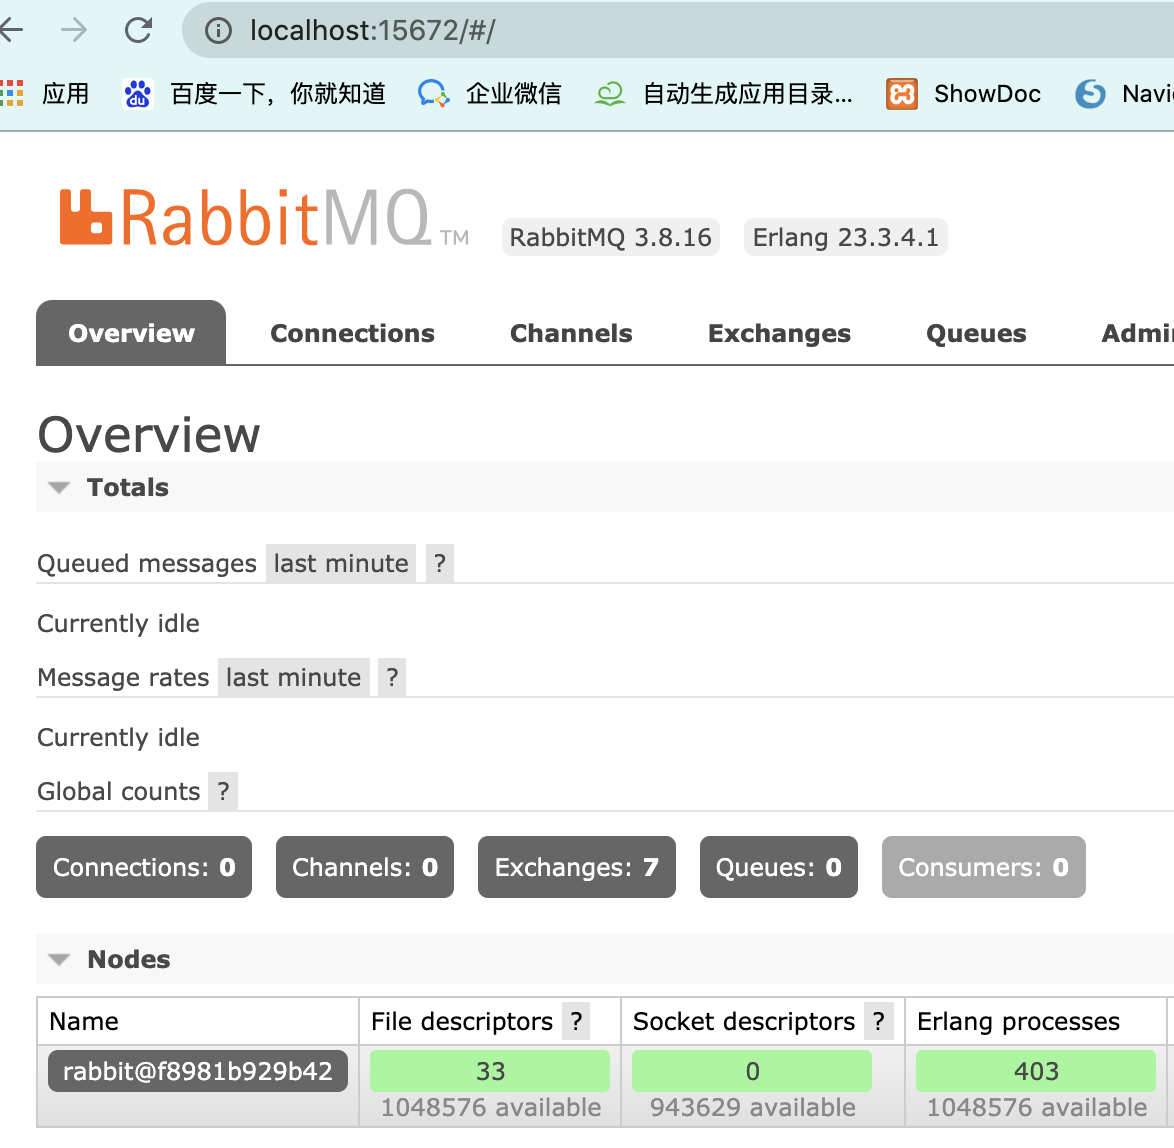 localhost:15672/#/
应用 百度一下，你就知道 企业微信 自动生成应用目录... ShowDoc Navi
RabbitMQ TM RabbitMQ 3.8.16 Erlang 23.3.4.1
Overview Connections Channels Exchanges Queues Admi
Overview
Totals
Queued messages last minute ?
Currently idle
Message rates last minute ?
Currently idle
Global counts ?
Connections: 0 Channels: 0 Exchanges: 7 Queues: 0 Consumers: 0
Nodes
Name File descriptors ? Socket descriptors ? Erlang processes
rabbit@f8981b929b42 33 0 403
1048576 available 943629 available 1048576 available